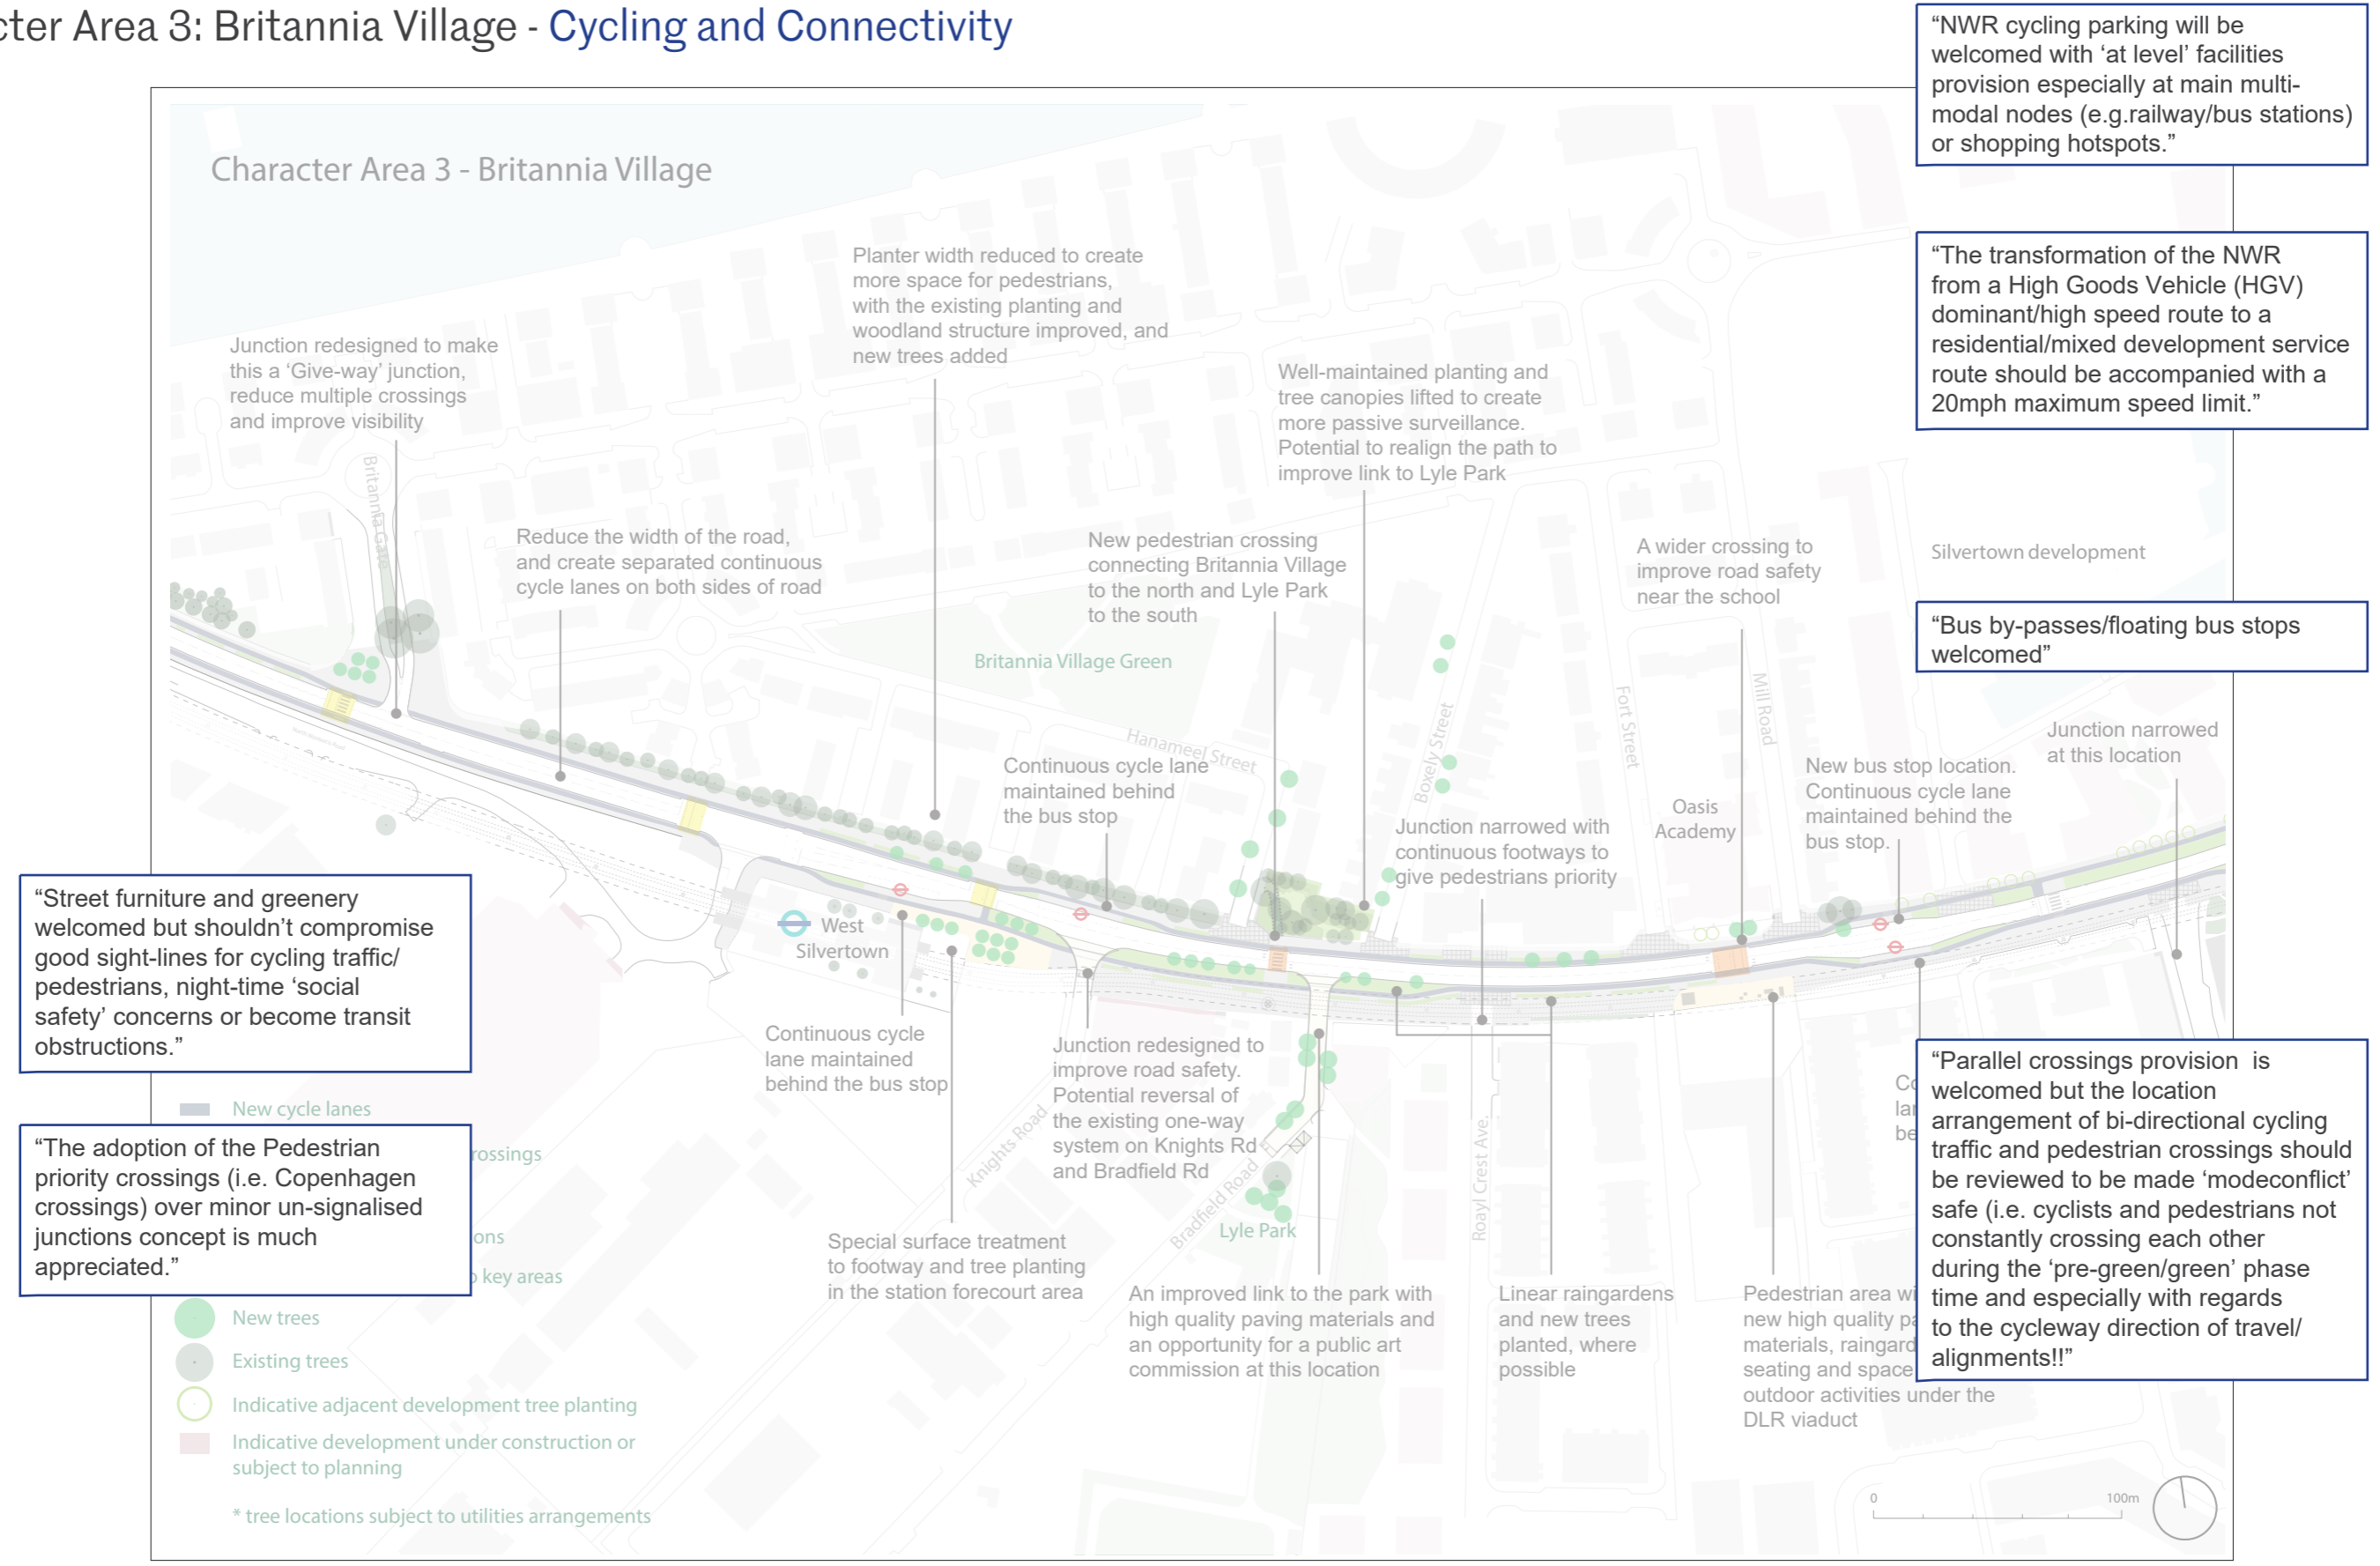 cter Area 3: Britannia Village - Cycling and Connectivity
“NWR cycling parking will be
welcomed with ‘at level’ facilities
provision especially at main multi-
modal nodes (e.g.railway/bus stations)
or shopping hotspots.”
Character Area 3 - Britannia Village
“The transformation of the NWR
from a High Goods Vehicle (HGV)
dominant/high speed route to a
residential/mixed development service
route should be accompanied with a
20mph maximum speed limit.”
Planter width reduced to create
more space for pedestrians,
with the existing planting and
woodland structure improved, and
new trees added
Junction redesigned to make
this a ‘Give-way’ junction,
reduce multiple crossings
and improve visibility
Well-maintained planting and
tree canopies lifted to create
more passive surveillance.
Potential to realign the path to
improve link to Lyle Park
Britannia Gate
Reduce the width of the road,
and create separated continuous
cycle lanes on both sides of road
New pedestrian crossing
connecting Britannia Village
to the north and Lyle Park
to the south
A wider crossing to
improve road safety
near the school
Silvertown development
“Bus by-passes/floating bus stops
welcomed”
Britannia Village Green
Hanameel Street
Boxely Street
Fort Street
Mill Road
Junction narrowed
at this location
Continuous cycle lane
maintained behind
the bus stop
New bus stop location.
Continuous cycle lane
maintained behind the
bus stop.
Oasis
Academy
Junction narrowed with
continuous footways to
give pedestrians priority
“Street furniture and greenery
welcomed but shouldn’t compromise
good sight-lines for cycling traffic/
pedestrians, night-time ‘social
safety’ concerns or become transit
obstructions.”
West
Silvertown
Continuous cycle
lane maintained
behind the bus stop
Junction redesigned to
improve road safety.
Potential reversal of
the existing one-way
system on Knights Rd
and Bradfield Rd
Knights Road
Bradfield Road
Roayl Crest Ave.
Lyle Park
“Parallel crossings provision is
welcomed but the location
arrangement of bi-directional cycling
traffic and pedestrian crossings should
be reviewed to be made ‘modeconflict’
safe (i.e. cyclists and pedestrians not
constantly crossing each other
during the ‘pre-green/green’ phase
time and especially with regards
to the cycleway direction of travel/
alignments!!”
Co
lar
be
New cycle lanes
“The adoption of the Pedestrian
priority crossings (i.e. Copenhagen
crossings) over minor un-signalised
junctions concept is much
appreciated.”
rossings
ons
key areas
Special surface treatment
to footway and tree planting
in the station forecourt area
An improved link to the park with
high quality paving materials and
an opportunity for a public art
commission at this location
Linear raingardens
and new trees
planted, where
possible
Pedestrian area wi
new high quality pa
materials, raingard
seating and space
outdoor activities under the
DLR viaduct
New trees
Existing trees
Indicative adjacent development tree planting
Indicative development under construction or
subject to planning
* tree locations subject to utilities arrangements
0 100m